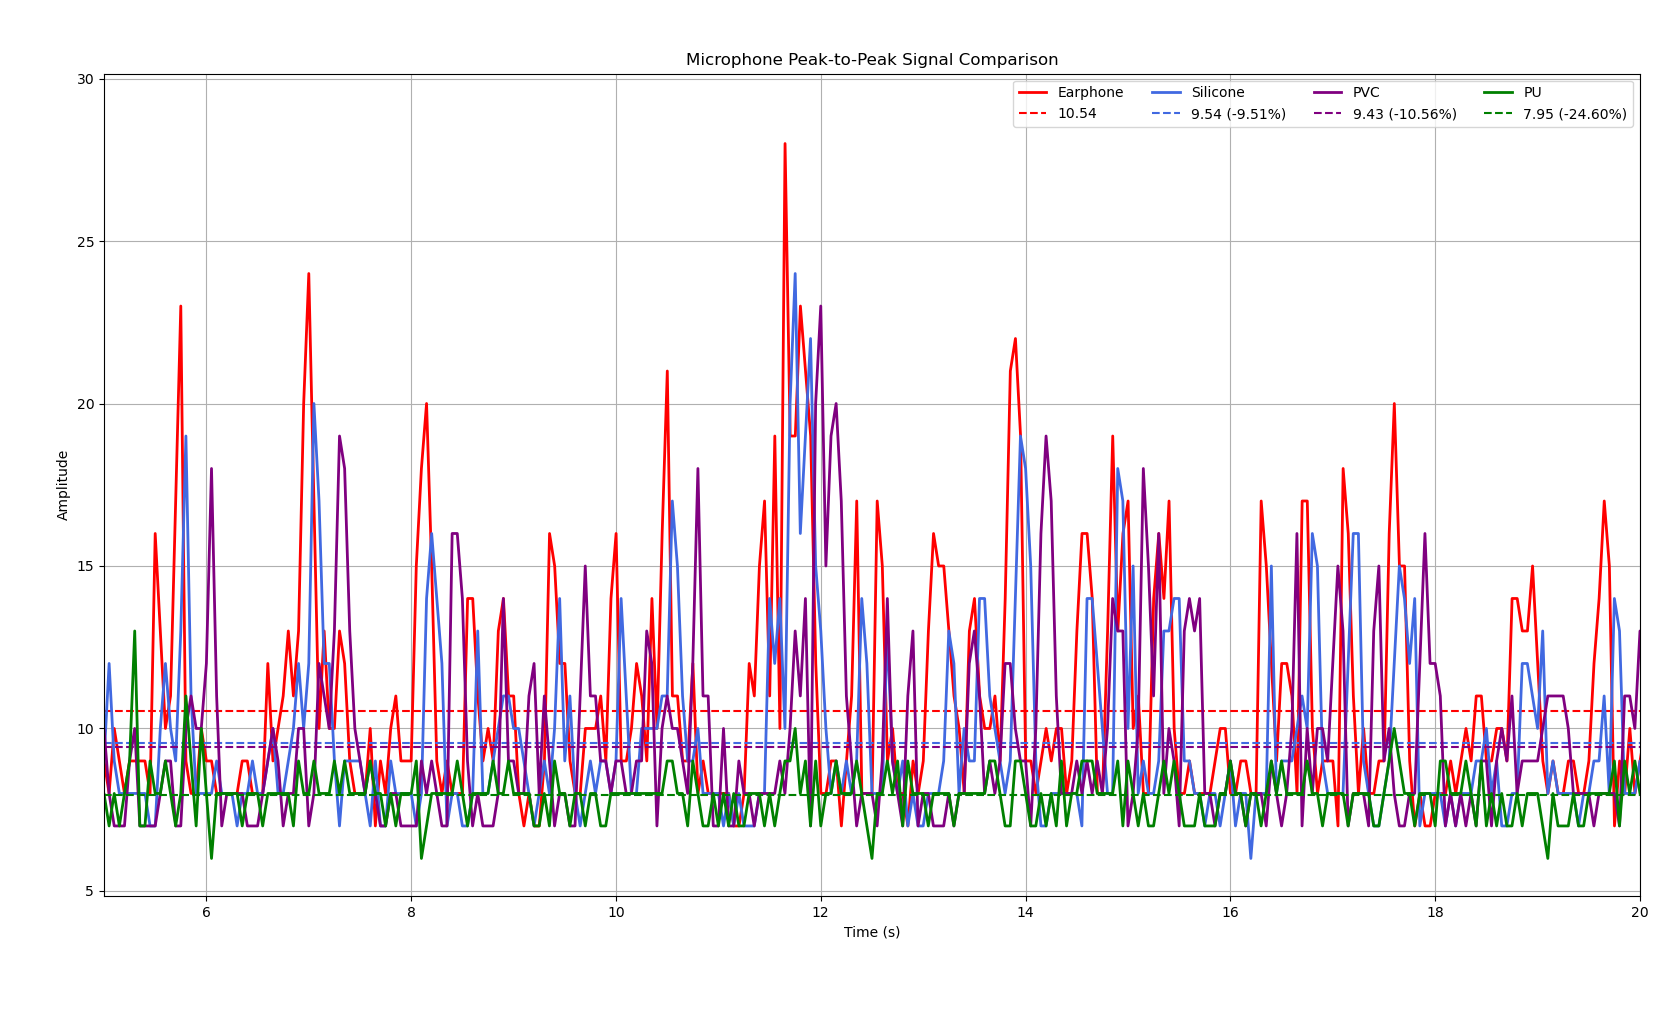 Microphone Peak-to-Peak Signal Comparison
30
25
20
15
10
5
Amplitude
Earphone Silicone PVC PU
10.54 9.54 (-9.51%) 9.43 (-10.56%) 7.95 (-24.60%)
6 8 10 12 14 16 18 20
Time (s)